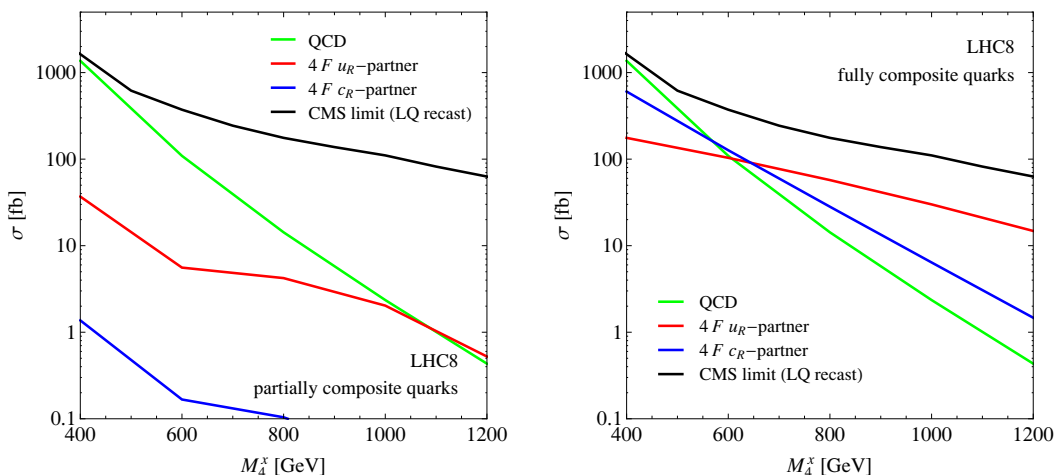 QCD
4 F u_R−partner
4 F c_R−partner
CMS limit (LQ recast)
LHC8
partially composite quarks
1000
100
10
1
0.1
σ [fb]
400 600 800 1000 1200
M_4^x [GeV]
LHC8
fully composite quarks
QCD
4 F u_R−partner
4 F c_R−partner
CMS limit (LQ recast)
1000
100
10
1
0.1
σ [fb]
400 600 800 1000 1200
M_4^x [GeV]